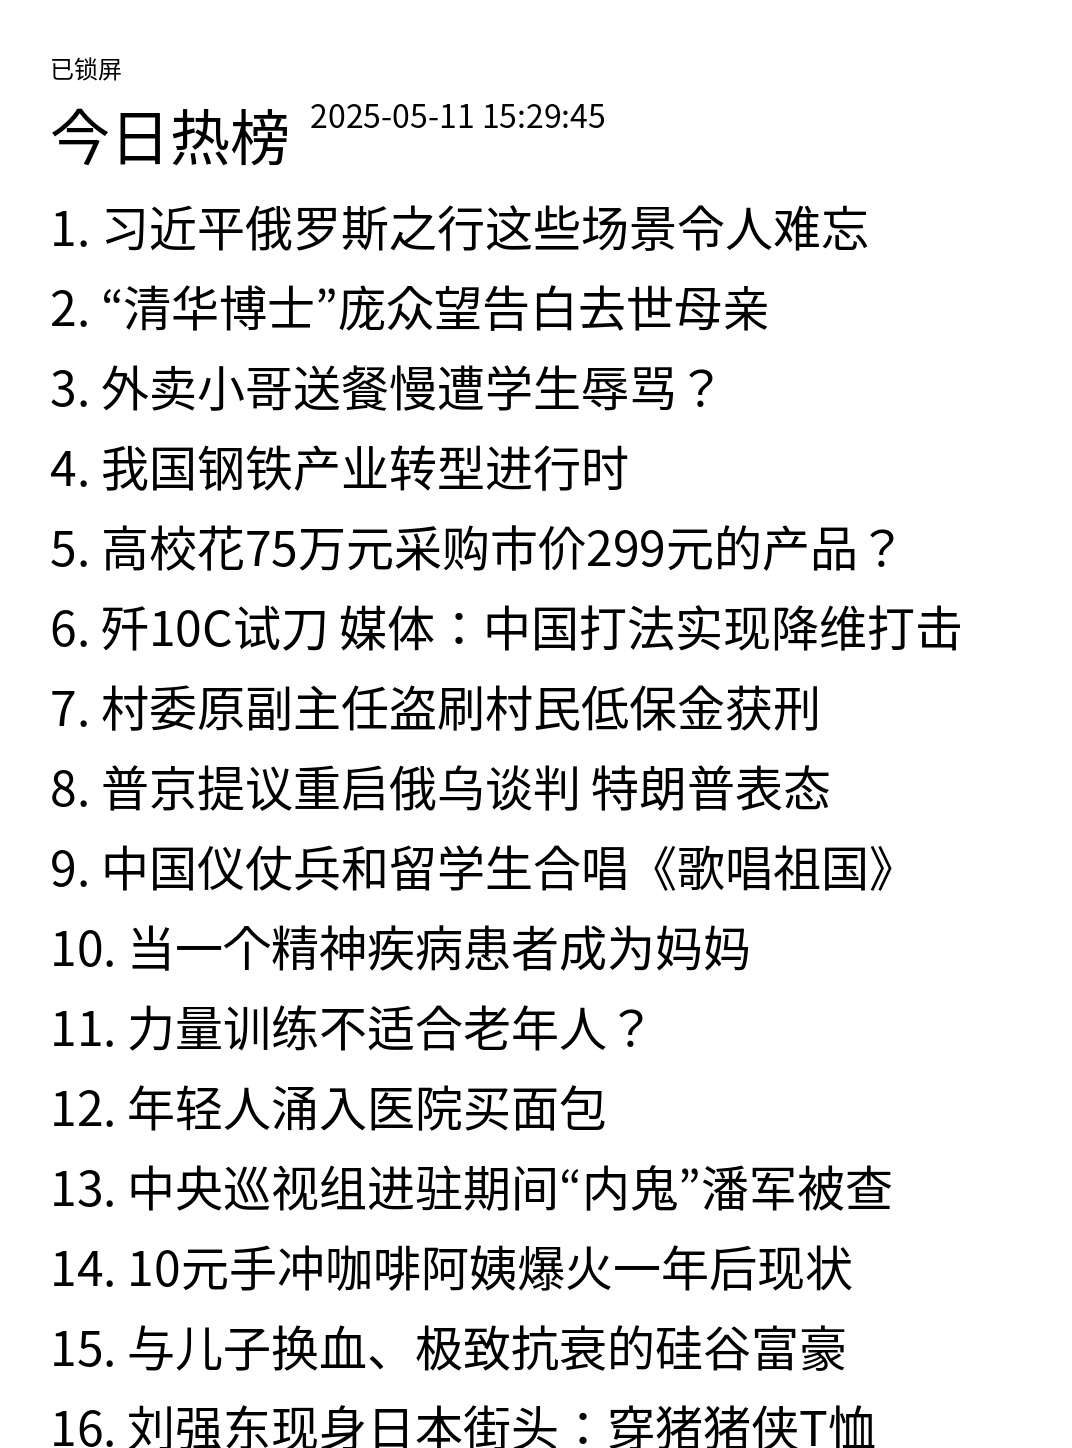 已锁屏
今日热榜 2025-05-11 15:29:45
1. 习近平俄罗斯之行这些场景令人难忘
2. “清华博士”庞众望告白去世母亲
3. 外卖小哥送餐慢遭学生辱骂？
4. 我国钢铁产业转型进行时
5. 高校花75万元采购市价299元的产品？
6. 歼10C试刀 媒体：中国打法实现降维打击
7. 村委原副主任盗刷村民低保金获刑
8. 普京提议重启俄乌谈判 特朗普表态
9. 中国仪仗兵和留学生合唱《歌唱祖国》
10. 当一个精神疾病患者成为妈妈
11. 力量训练不适合老年人？
12. 年轻人涌入医院买面包
13. 中央巡视组进驻期间“内鬼”潘军被查
14. 10元手冲咖啡阿姨爆火一年后现状
15. 与儿子换血、极致抗衰的硅谷富豪
16. 刘强东现身日本街头：穿猪猪侠T恤